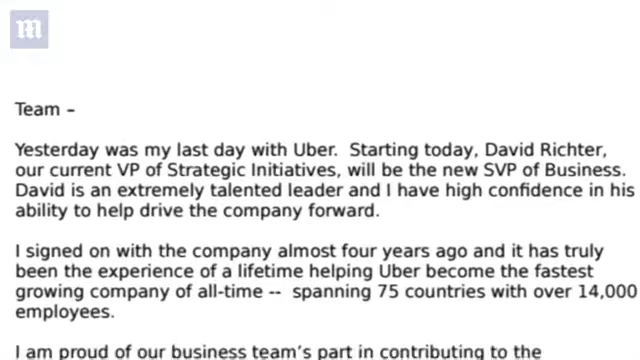 m
Team –
Yesterday was my last day with Uber.  Starting today, David Richter,
our current VP of Strategic Initiatives, will be the new SVP of Business.
David is an extremely talented leader and I have high confidence in his
ability to help drive the company forward.
I signed on with the company almost four years ago and it has truly
been the experience of a lifetime helping Uber become the fastest
growing company of all-time --  spanning 75 countries with over 14,000
employees.
I am proud of our business team’s part in contributing to the